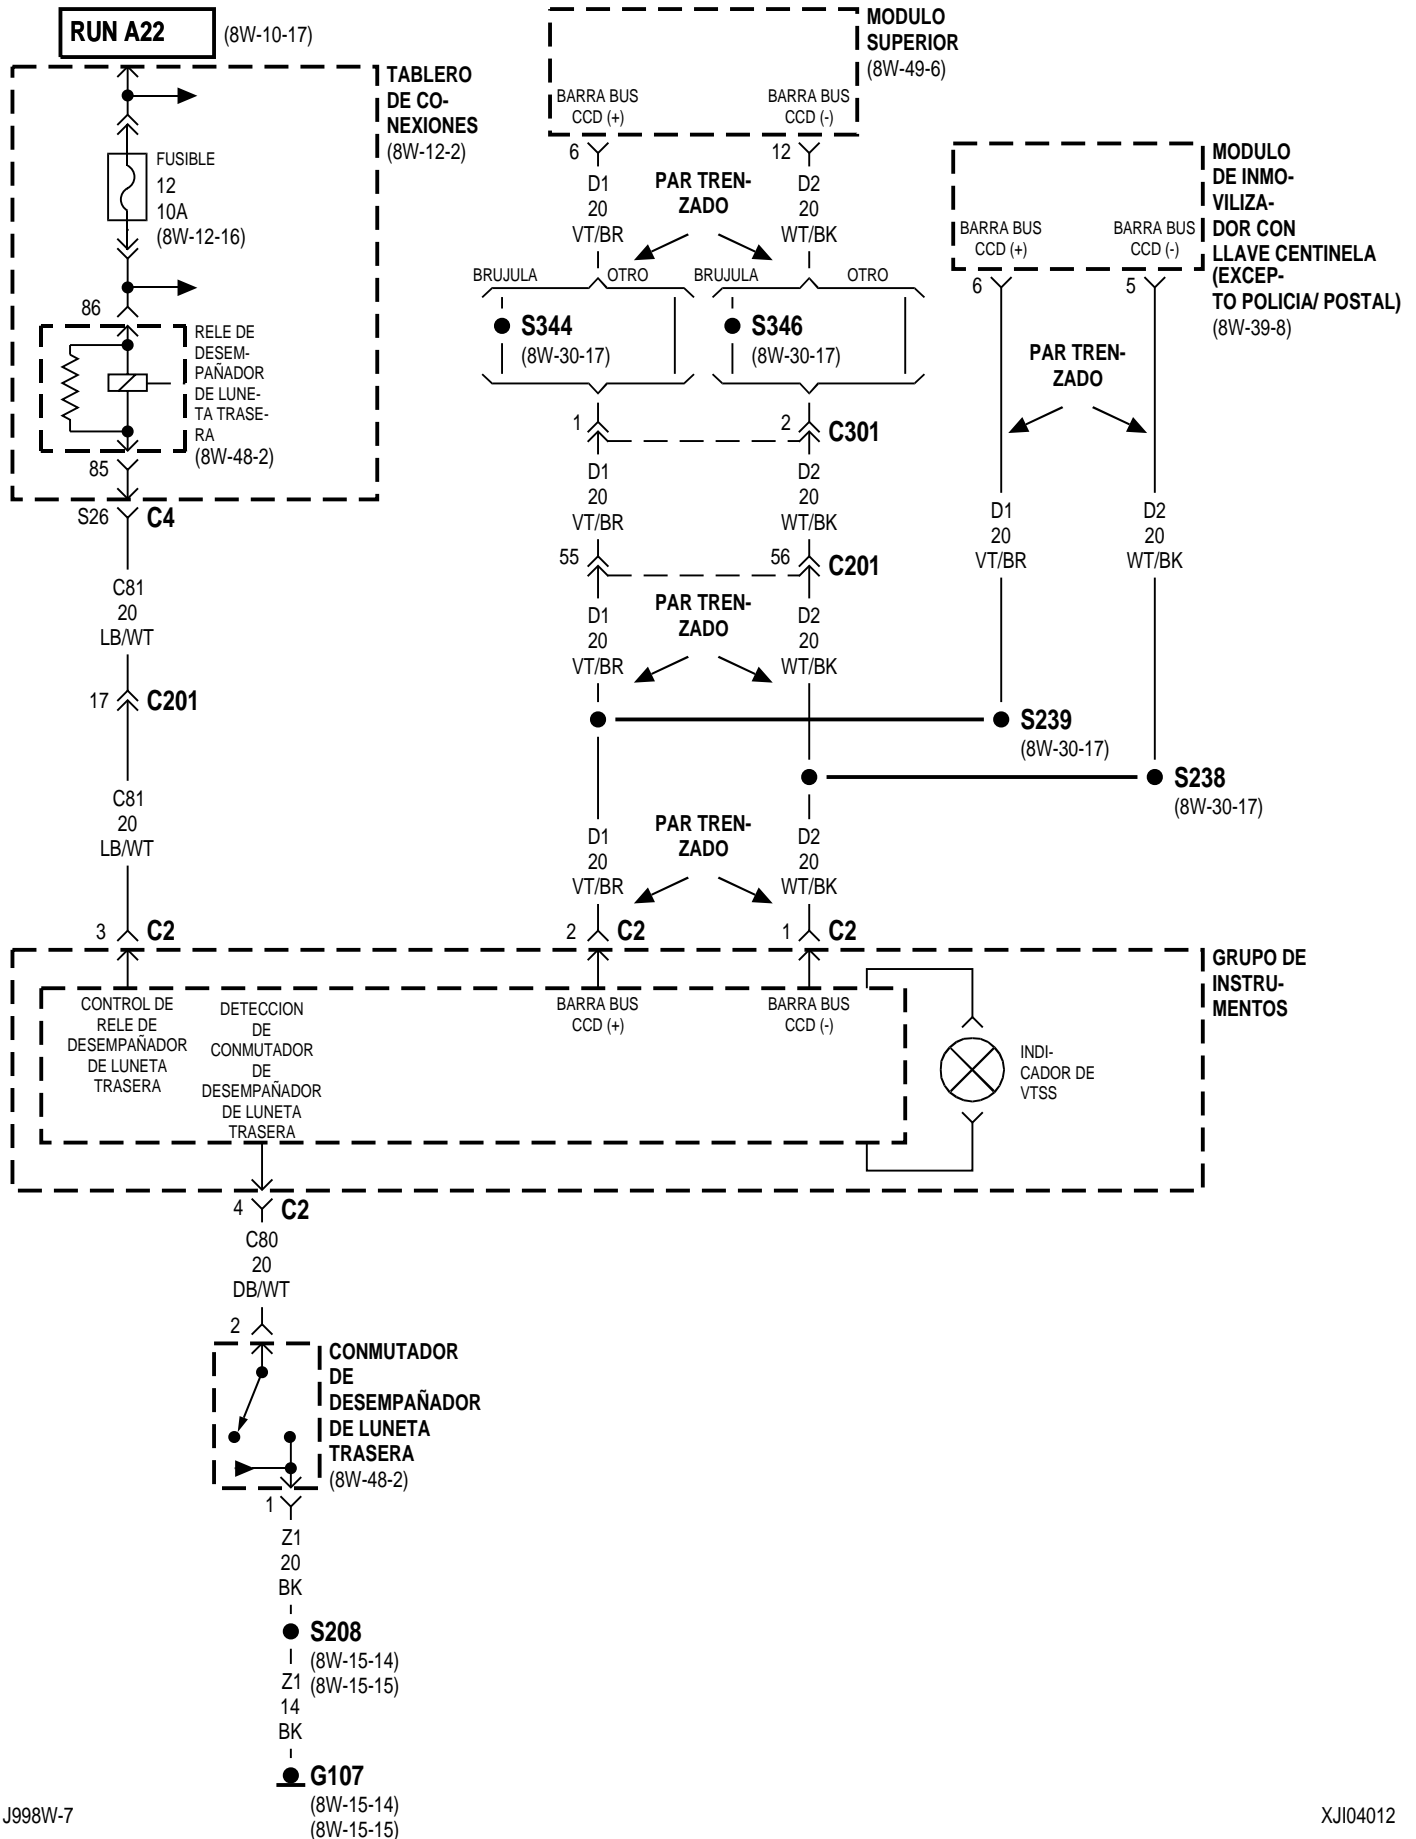 RUN A22
(8W-10-17)
TABLERO
DE CO-
NEXIONES
(8W-12-2)
FUSIBLE
12
10A
(8W-12-16)
86
RELE DE
DESEM-
PAÑADOR
DE LUNE-
TA TRASE-
RA
(8W-48-2)
85
S26
C4
C81
20
LB/WT
17
C201
C81
20
LB/WT
3
C2
MODULO
SUPERIOR
(8W-49-6)
BARRA BUS
CCD (+)
BARRA BUS
CCD (-)
6
12
D1
20
VT/BR
PAR TREN-
ZADO
D2
20
WT/BK
BRUJULA
OTRO
BRUJULA
OTRO
S344
(8W-30-17)
S346
(8W-30-17)
1
2
C301
D1
20
VT/BR
D2
20
WT/BK
55
56
C201
D1
20
VT/BR
PAR TREN-
ZADO
D2
20
WT/BK
MODULO
DE INMO-
VILIZA-
DOR CON
LLAVE CENTINELA
(EXCEP-
TO POLICIA/ POSTAL)
(8W-39-8)
BARRA BUS
CCD (+)
BARRA BUS
CCD (-)
6
5
PAR TREN-
ZADO
D1
20
VT/BR
D2
20
WT/BK
S239
(8W-30-17)
S238
(8W-30-17)
D1
20
VT/BR
PAR TREN-
ZADO
D2
20
WT/BK
2
C2
1
C2
GRUPO DE
INSTRU-
MENTOS
CONTROL DE
RELE DE
DESEMPAÑADOR
DE LUNETA
TRASERA
DETECCION
DE
CONMUTADOR
DE
DESEMPAÑADOR
DE LUNETA
TRASERA
BARRA BUS
CCD (+)
BARRA BUS
CCD (-)
INDI-
CADOR DE
VTSS
4
C2
C80
20
DB/WT
2
CONMUTADOR
DE
DESEMPAÑADOR
DE LUNETA
TRASERA
(8W-48-2)
1
Z1
20
BK
S208
(8W-15-14)
(8W-15-15)
Z1
14
BK
G107
(8W-15-14)
(8W-15-15)
J998W-7
XJI04012